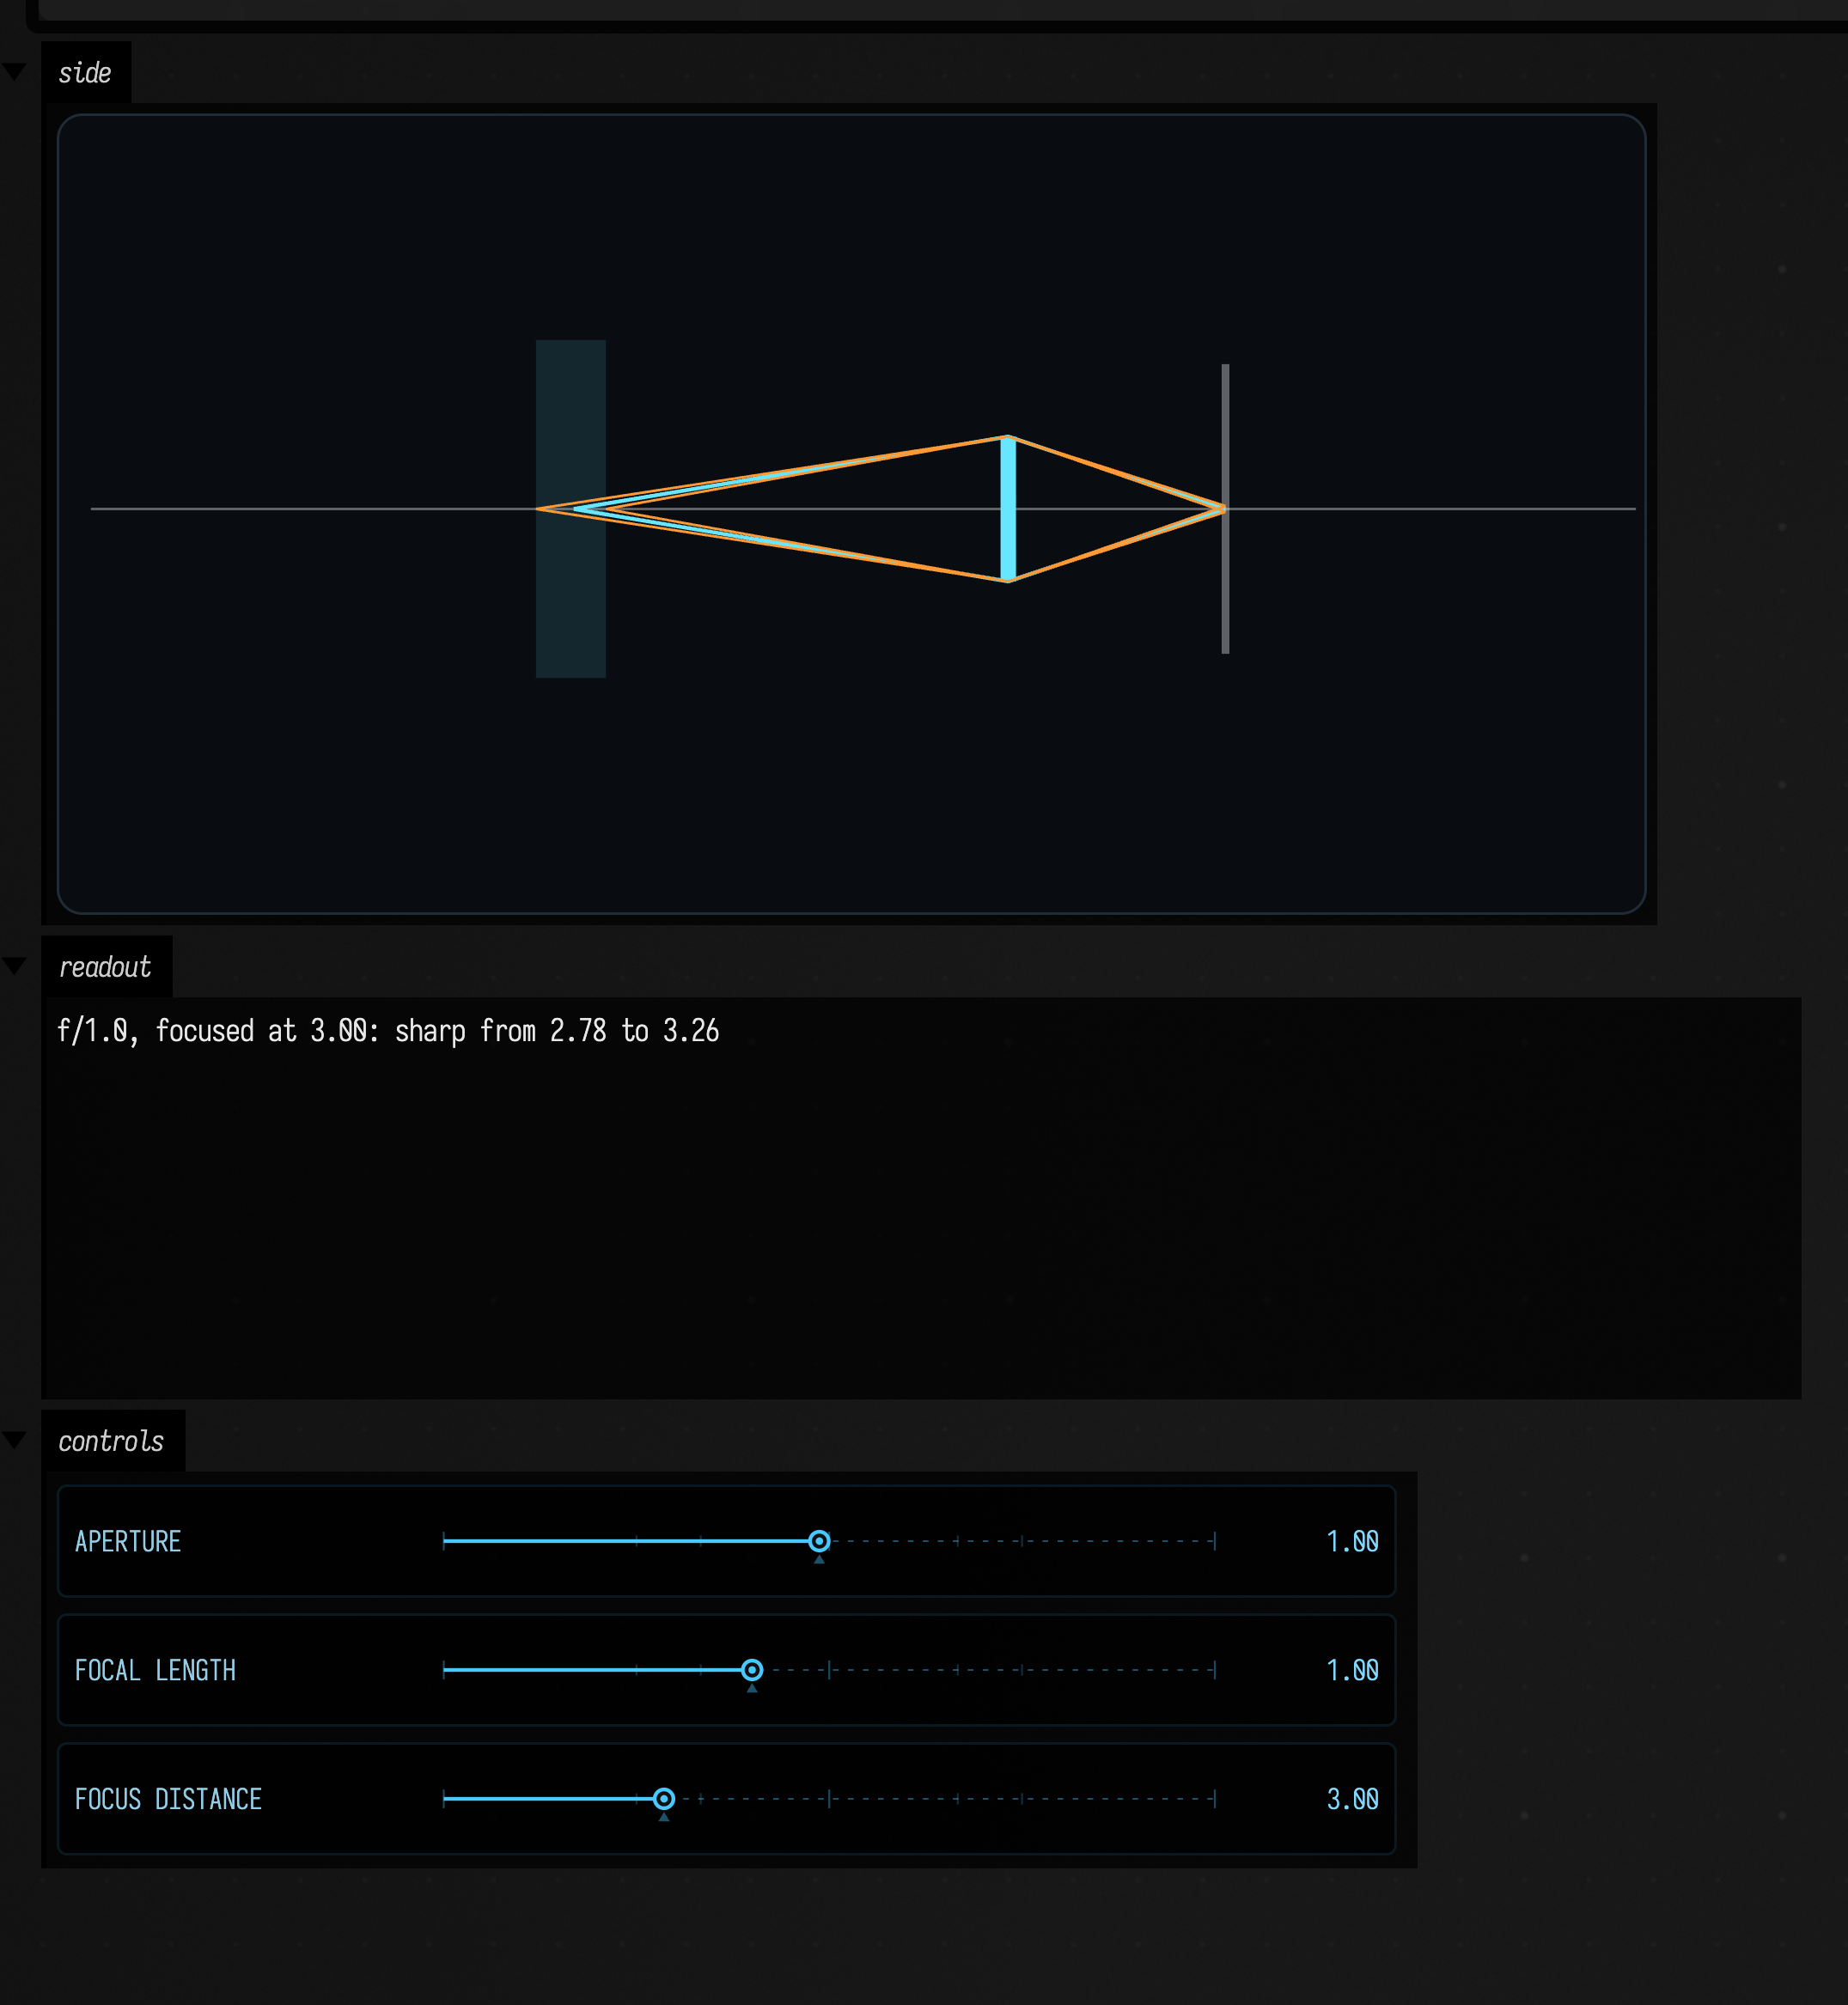 side
readout
f/1.0, focused at 3.00: sharp from 2.78 to 3.26
controls
APERTURE 1.00
FOCAL LENGTH 1.00
FOCUS DISTANCE 3.00